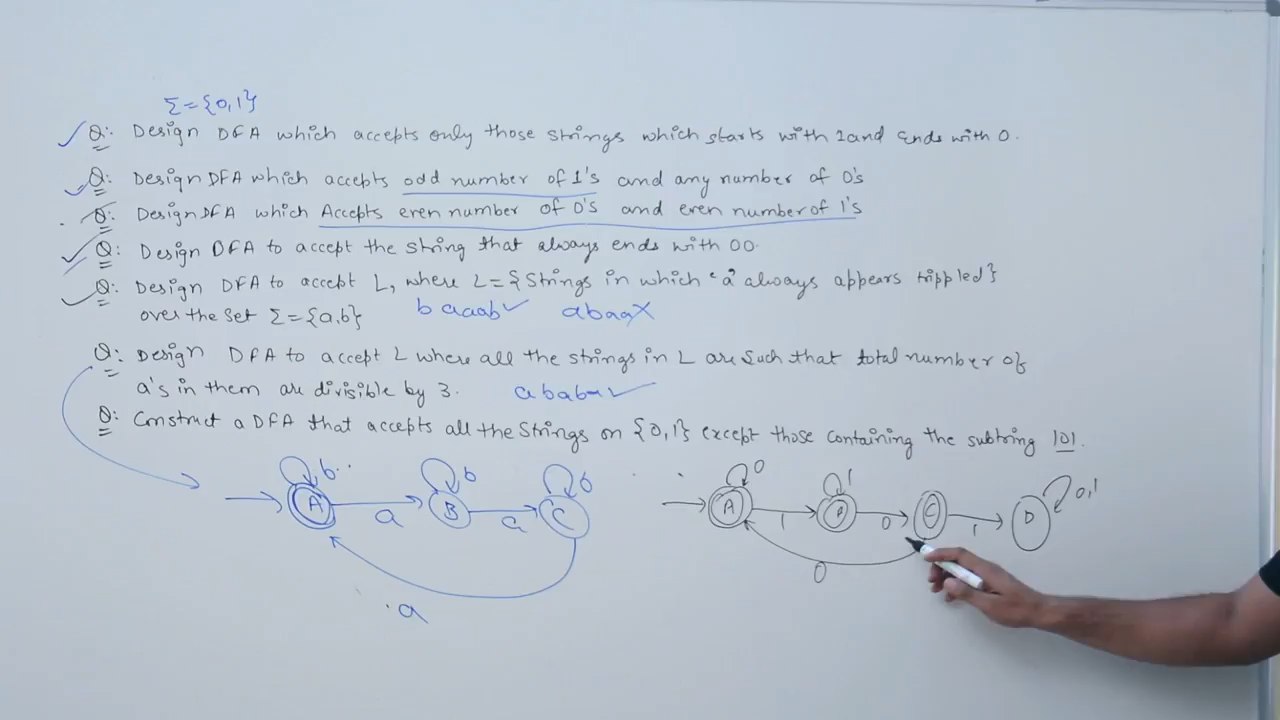 Σ={0,1}
Q: Design DFA which accepts only those strings which starts with 1 and Ends with 0.
Q: Design DFA which accepts odd number of 1's and any number of 0's
Q: Design DFA which Accepts even number of 0's and even number of 1's
Q: Design DFA to accept the string that always ends with 00.
Q: Design DFA to accept L, where L={Strings in which 'a' always appears trippled}
over the set Σ={a,b} baaab✓ abaa✗
Q: Design DFA to accept L where all the strings in L are such that total number of
a's in them are divisible by 3. ababa✓
Q: Construct a DFA that accepts all the Strings on {0,1} except those containing the substring 101.
b b b 0 1 0,1
A a B a C A 1 B 0 C 1 D
a 0